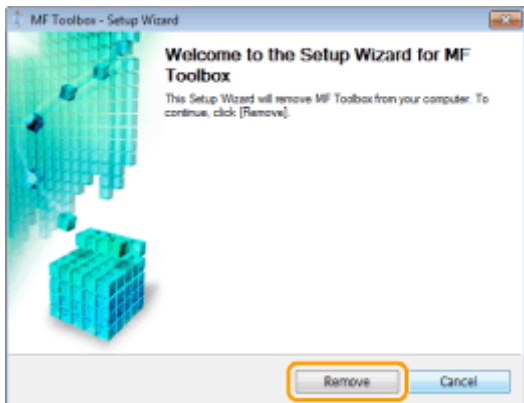 MF Toolbox - Setup Wizard
Welcome to the Setup Wizard for MF
Toolbox
This Setup Wizard will remove MF Toolbox from your computer. To
continue, click [Remove].
Remove
Cancel